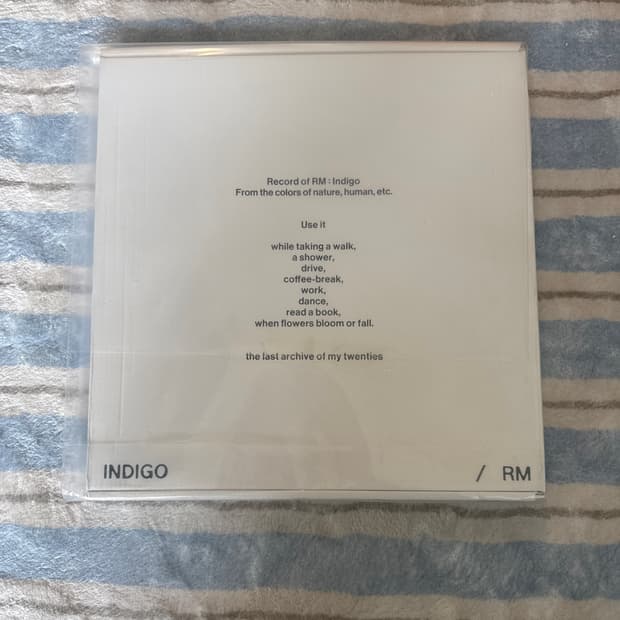 Record of RM : Indigo
From the colors of nature, human, etc.
Use it
while taking a walk,
a shower,
drive,
coffee-break,
work,
dance,
read a book,
when flowers bloom or fall.
the last archive of my twenties
INDIGO / RM